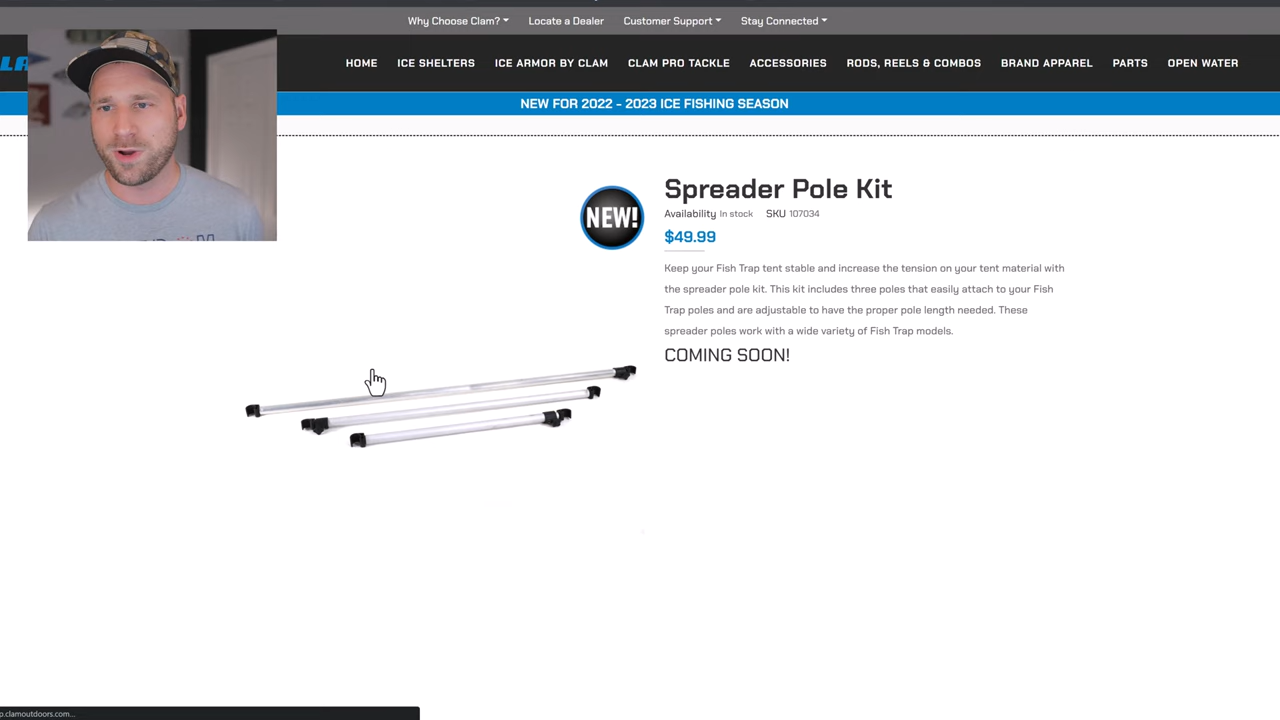 Why Choose Clam? Locate a Dealer Customer Support Stay Connected
HOME ICE SHELTERS ICE ARMOR BY CLAM CLAM PRO TACKLE ACCESSORIES RODS, REELS & COMBOS BRAND APPAREL PARTS OPEN WATER
NEW FOR 2022 - 2023 ICE FISHING SEASON
NEW!
Spreader Pole Kit
Availability In stock SKU 107034
$49.99
Keep your Fish Trap tent stable and increase the tension on your tent material with
the spreader pole kit. This kit includes three poles that easily attach to your Fish
Trap poles and are adjustable to have the proper pole length needed. These
spreader poles work with a wide variety of Fish Trap models.
COMING SOON!
p.clamoutdoors.com...